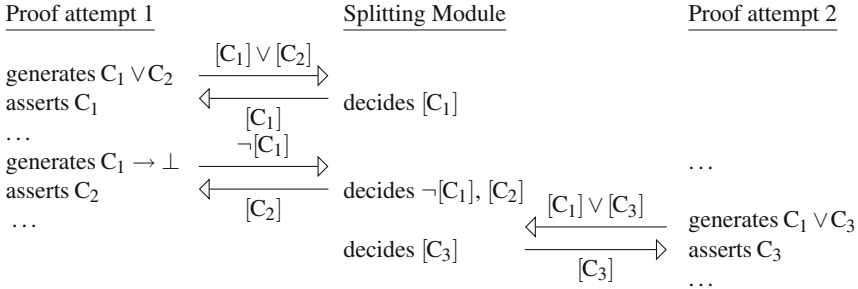 Proof attempt 1 Splitting Module Proof attempt 2
[C₁] ∨ [C₂]
generates C₁ ∨ C₂
asserts C₁ decides [C₁]
[C₁]
...
¬[C₁]
generates C₁ → ⊥ ...
asserts C₂ decides ¬[C₁], [C₂]
[C₂] [C₁] ∨ [C₃]
... generates C₁ ∨ C₃
decides [C₃] asserts C₃
[C₃]
...